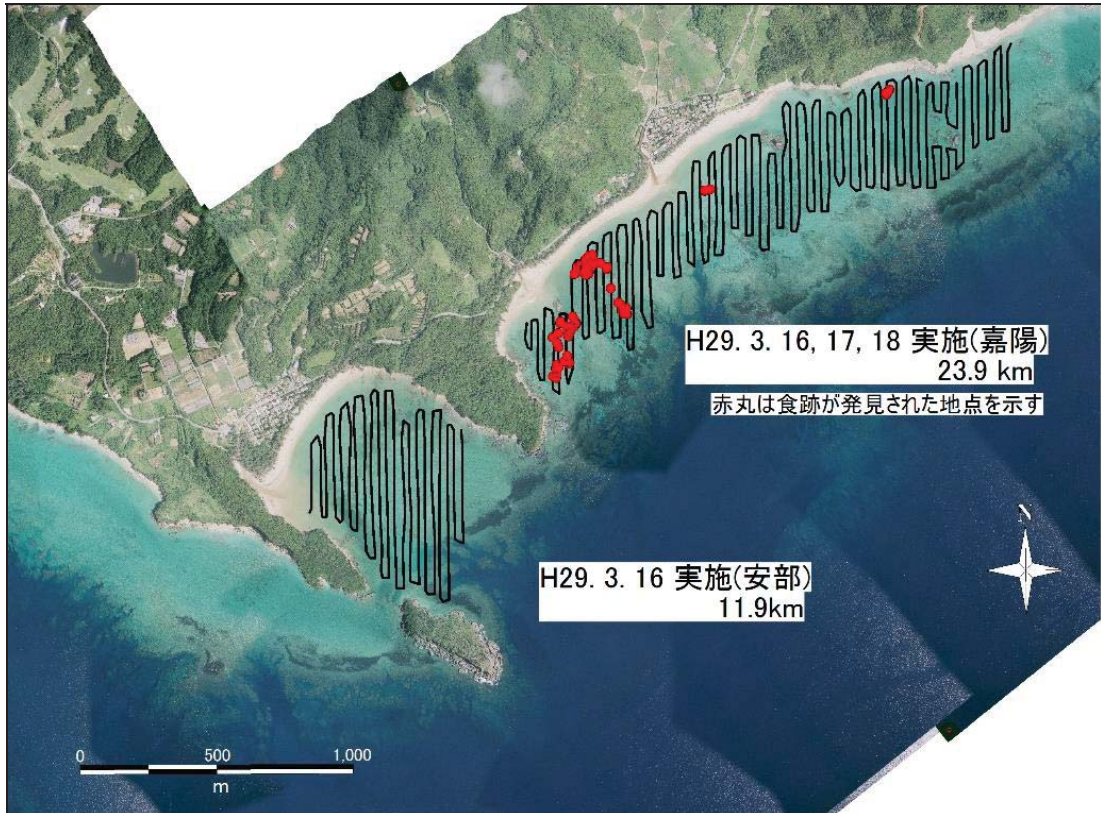 H29. 3. 16, 17, 18 実施(嘉陽)
23.9 km
赤丸は食跡が発見された地点を示す
H29. 3. 16 実施(安部)
11.9km
0 500 1,000
m